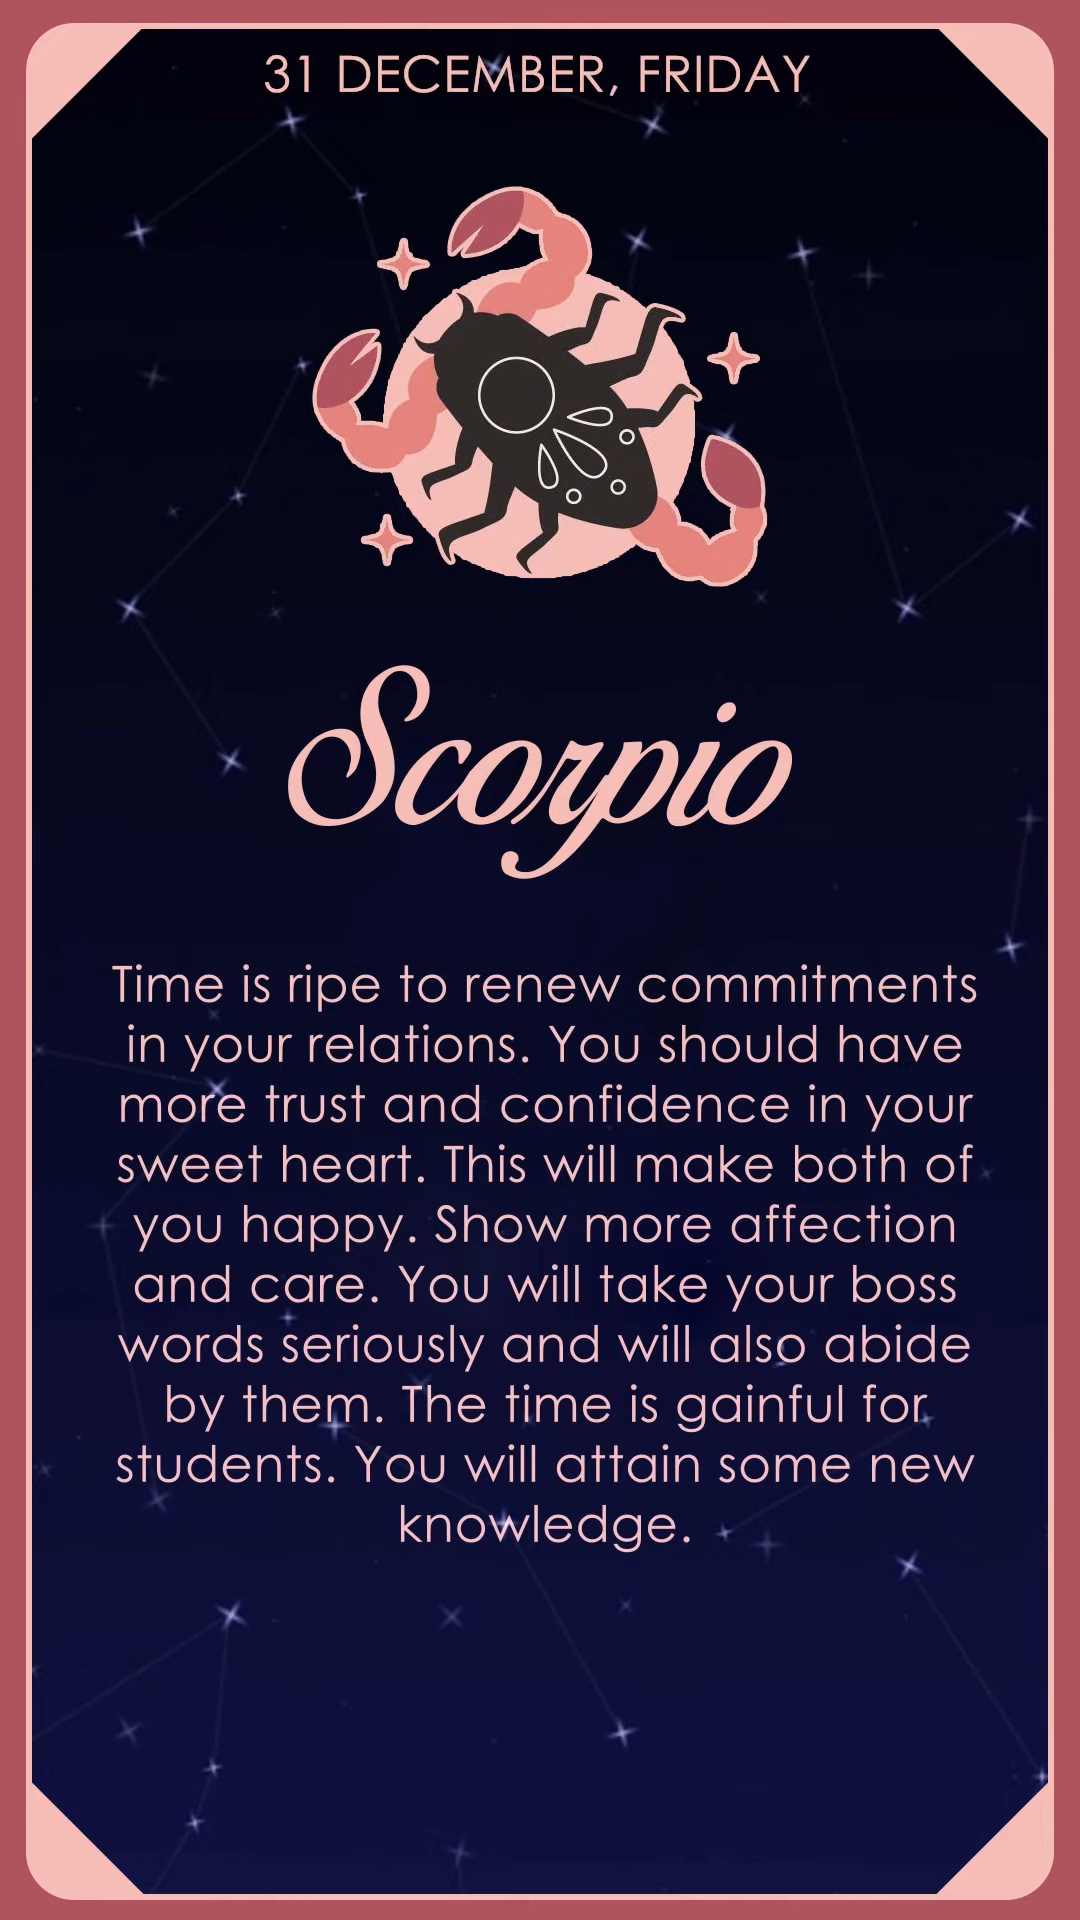 31 DECEMBER, FRIDAY
Scorpio
Time is ripe to renew commitments
in your relations. You should have
more trust and confidence in your
sweet heart. This will make both of
you happy. Show more affection
and care. You will take your boss
words seriously and will also abide
by them. The time is gainful for
students. You will attain some new
knowledge.